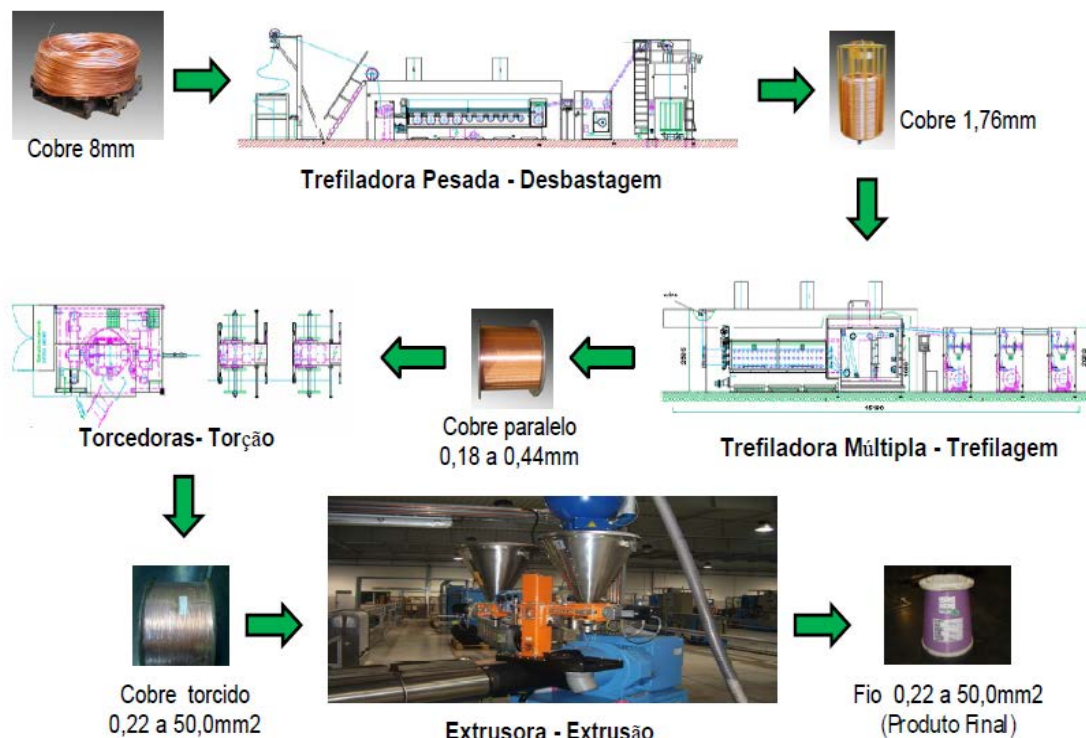 Cobre 8mm
Trefiladora Pesada - Desbastagem
Cobre 1,76mm
Trefiladora Múltipla - Trefilagem
Cobre paralelo
0,18 a 0,44mm
Torcedoras- Torção
Cobre torcido
0,22 a 50,0mm2
Extrusora - Extrusão
Fio 0,22 a 50,0mm2
(Produto Final)